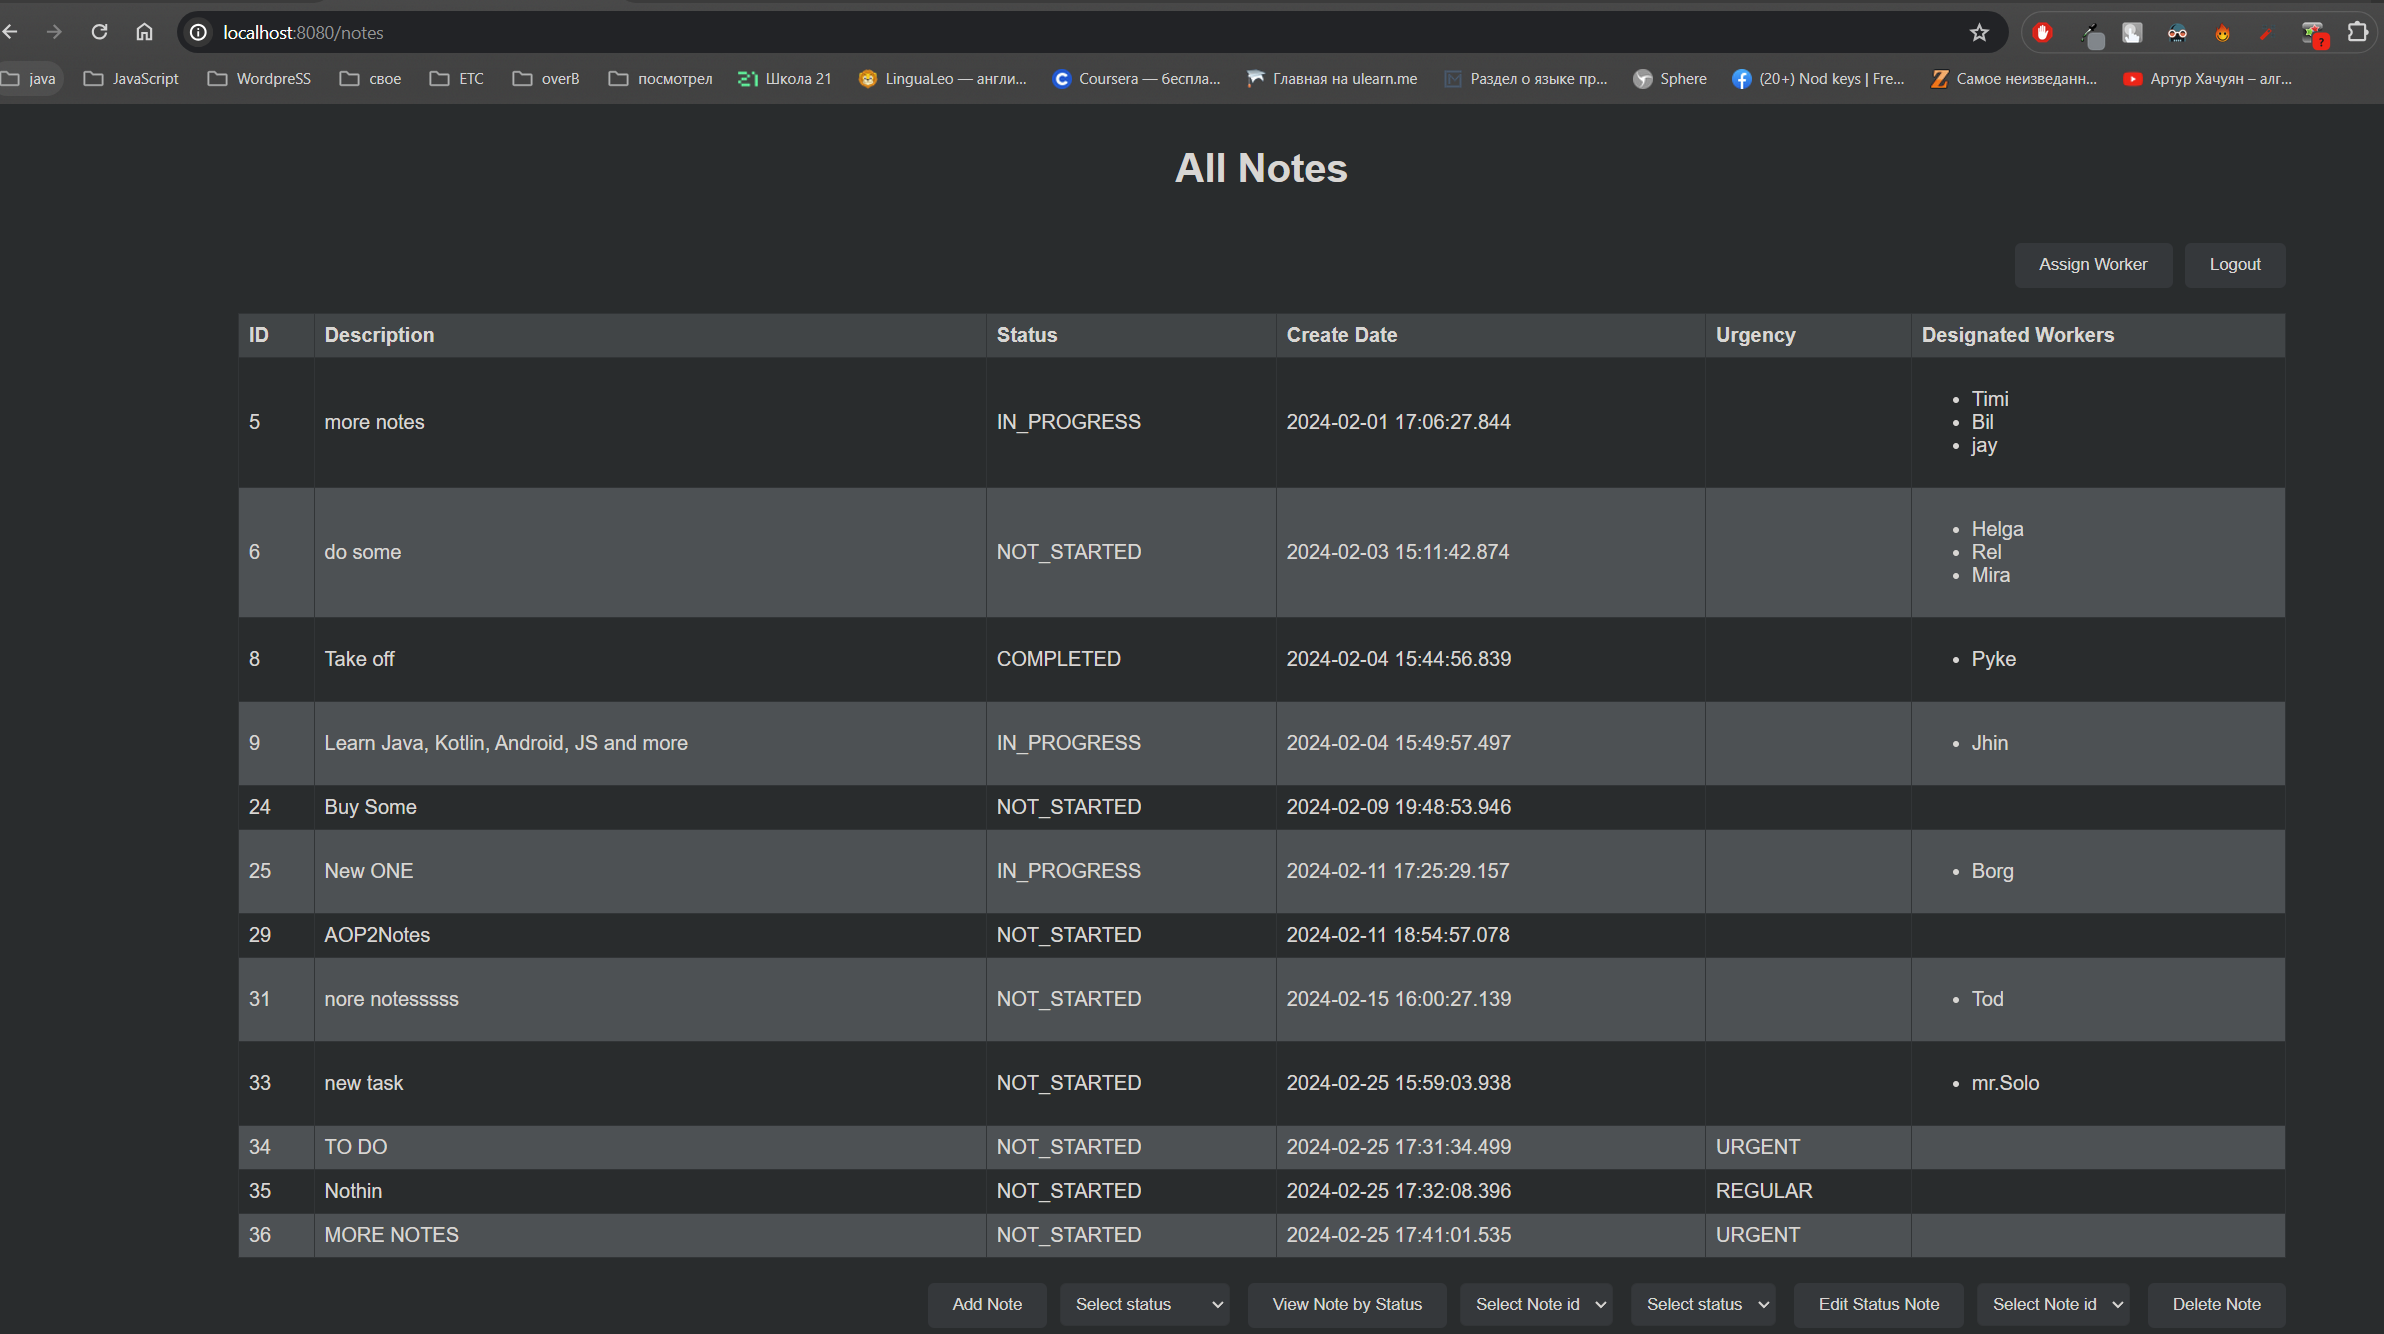 localhost:8080/notes
java JavaScript WordpreSS свое ETC overB посмотрел Школа 21 LinguaLeo — англи... Coursera — беспла... Главная на ulearn.me Раздел о языке пр... Sphere (20+) Nod keys | Fre... Самое неизведанн... Артур Хачуян – алг...
All Notes
Assign Worker Logout
ID Description Status Create Date Urgency Designated Workers
5 more notes IN_PROGRESS 2024-02-01 17:06:27.844
Timi
Bil
jay
6 do some NOT_STARTED 2024-02-03 15:11:42.874
Helga
Rel
Mira
8 Take off COMPLETED 2024-02-04 15:44:56.839 Pyke
9 Learn Java, Kotlin, Android, JS and more IN_PROGRESS 2024-02-04 15:49:57.497 Jhin
24 Buy Some NOT_STARTED 2024-02-09 19:48:53.946
25 New ONE IN_PROGRESS 2024-02-11 17:25:29.157 Borg
29 AOP2Notes NOT_STARTED 2024-02-11 18:54:57.078
31 nore notesssss NOT_STARTED 2024-02-15 16:00:27.139 Tod
33 new task NOT_STARTED 2024-02-25 15:59:03.938 mr.Solo
34 TO DO NOT_STARTED 2024-02-25 17:31:34.499 URGENT
35 Nothin NOT_STARTED 2024-02-25 17:32:08.396 REGULAR
36 MORE NOTES NOT_STARTED 2024-02-25 17:41:01.535 URGENT
Add Note Select status View Note by Status Select Note id Select status Edit Status Note Select Note id Delete Note